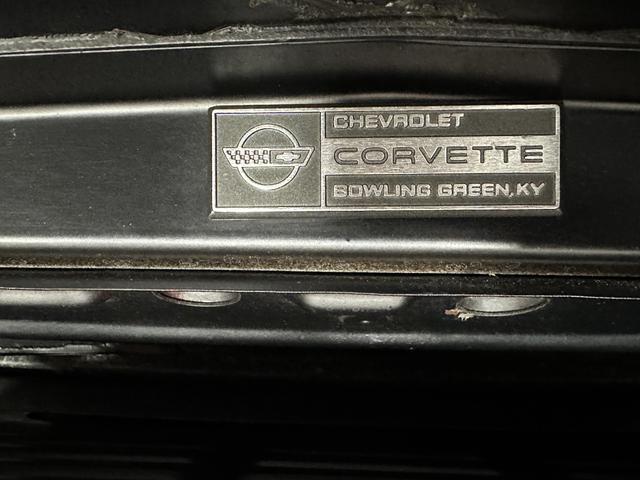 CHEVROLET
CORVETTE
BOWLING GREEN, KY